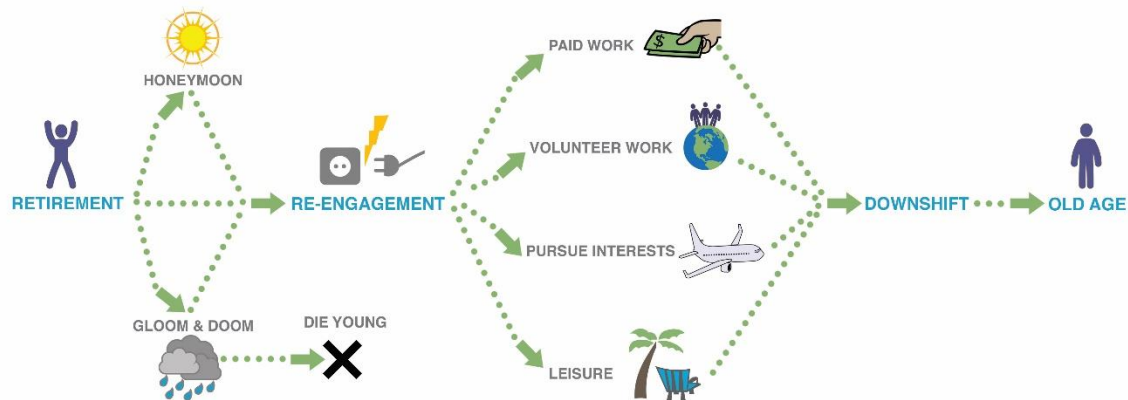 RETIREMENT
HONEYMOON
GLOOM & DOOM
DIE YOUNG
RE-ENGAGEMENT
PAID WORK
$
VOLUNTEER WORK
PURSUE INTERESTS
LEISURE
DOWNSHIFT
OLD AGE